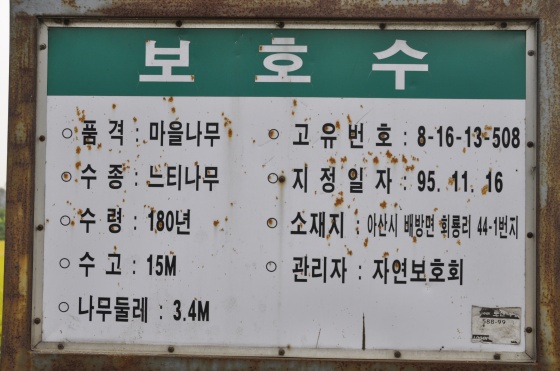 보호수
○ 품격 : 마을나무
○ 수종 : 느티나무
○ 수령 : 180년
○ 수고 : 15M
○ 나무둘레 : 3.4M
○ 고유번호 : 8-16-13-508
○ 지정일자 : 95. 11. 16
○ 소재지 : 아산시 배방면 회룡리 44-1번지
○ 관리자 : 자연보호회
588-99